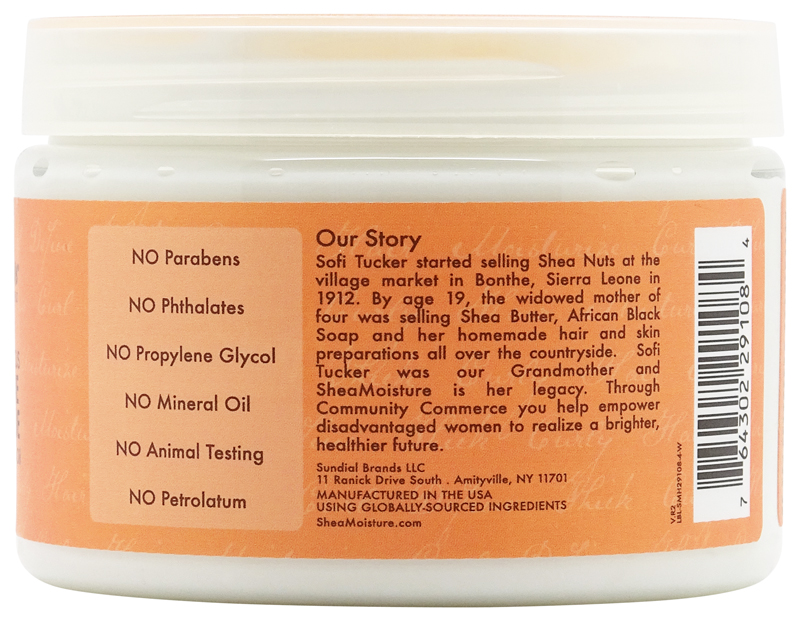 NO Parabens
NO Phthalates
NO Propylene Glycol
NO Mineral Oil
NO Animal Testing
NO Petrolatum
Our Story
Sofi Tucker started selling Shea Nuts at the
village market in Bonthe, Sierra Leone in
1912. By age 19, the widowed mother of
four was selling Shea Butter, African Black
Soap and her homemade hair and skin
preparations all over the countryside. Sofi
Tucker was our Grandmother and
SheaMoisture is her legacy. Through
Community Commerce you help empower
disadvantaged women to realize a brighter,
healthier future.
Sundial Brands LLC
11 Ranick Drive South . Amityville, NY 11701
MANUFACTURED IN THE USA
USING GLOBALLY-SOURCED INGREDIENTS
SheaMoisture.com
V.R2
LBL-SMH29108-4-W
7 64302 29108 4